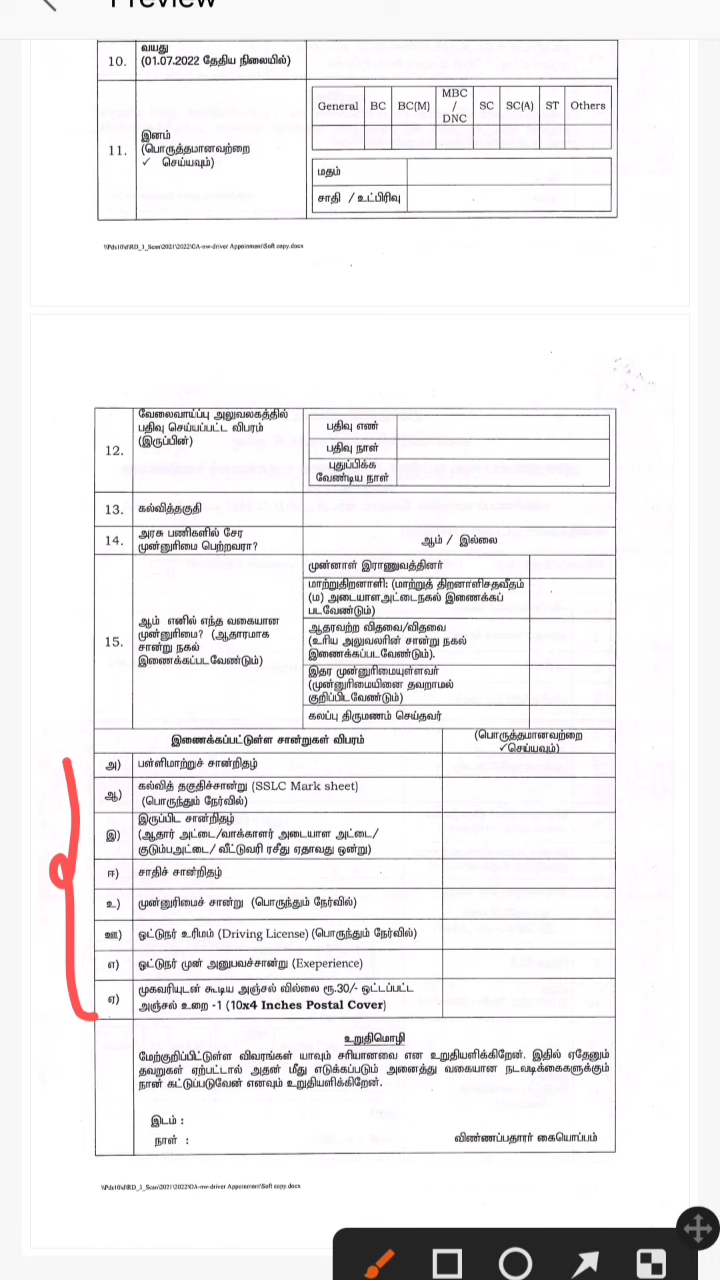 Preview
வயது
10. (01.07.2022 தேதிய நிலையில்)
11. இனம்
(பொருத்தமானவற்றை
✓ செய்யவும்)
General BC BC(M) MBC / DNC SC SC(A) ST Others
மதம்
சாதி / உட்பிரிவு
12. வேலைவாய்ப்பு அலுவலகத்தில்
பதிவு செய்யப்பட்ட விபரம்
(இருப்பின்)
பதிவு எண்
பதிவு நாள்
புதுப்பிக்க
வேண்டிய நாள்
13. கல்வித்தகுதி
14. அரசு பணிகளில் சேர
முன்னுரிமை பெற்றவரா?
ஆம் / இல்லை
15. ஆம் எனில் எந்த வகையான
முன்னுரிமை? (ஆதாரமாக
சான்று நகல்
இணைக்கப்பட வேண்டும்)
முன்னாள் இராணுவத்தினர்
மாற்றுதிறனாளி: (மாற்றுத் திறனாளிசதவீதம்
(ம) அடையாளஅட்டைநகல் இணைக்கப்
படவேண்டும்)
ஆதரவற்ற விதவை/விதவை
(உரிய அலுவலரின் சான்று நகல்
இணைக்கப்படவேண்டும்).
இதர முன்னுரிமையுள்ளவர்
(முன்னுரிமையினை தவறாமல்
குறிப்பிடவேண்டும்)
கலப்பு திருமணம் செய்தவர்
இணைக்கப்பட்டுள்ள சான்றுகள் விபரம்
(பொருத்தமானவற்றை
✓செய்யவும்)
அ) பள்ளிமாற்றுச் சான்றிதழ்
ஆ) கல்வித் தகுதிச்சான்று (SSLC Mark sheet)
(பொருந்தும் நேர்வில்)
இ) இருப்பிட சான்றிதழ்
(ஆதார் அட்டை/வாக்காளர் அடையாள அட்டை/
குடும்பஅட்டை/ வீட்டுவரி ரசீது ஏதாவது ஒன்று)
ஈ) சாதிச் சான்றிதழ்
உ) முன்னுரிமைச் சான்று (பொருந்தும் நேர்வில்)
ஊ) ஓட்டுநர் உரிமம் (Driving License) (பொருந்தும் நேர்வில்)
எ) ஓட்டுநர் முன் அனுபவச்சான்று (Exeperience)
ஏ) முகவரியுடன் கூடிய அஞ்சல் வில்லை ரூ.30/- ஒட்டப்பட்ட
அஞ்சல் உறை -1 (10x4 Inches Postal Cover)
உறுதிமொழி
மேற்குறிப்பிட்டுள்ள விவரங்கள் யாவும் சரியானவை என உறுதியளிக்கிறேன். இதில் ஏதேனும்
தவறுகள் ஏற்பட்டால் அதன் மீது எடுக்கப்படும் அனைத்து வகையான நடவடிக்கைகளுக்கும்
நான் கட்டுப்படுவேன் எனவும் உறுதியளிக்கிறேன்.
இடம் :
நாள் :
விண்ணப்பதாரர் கையொப்பம்